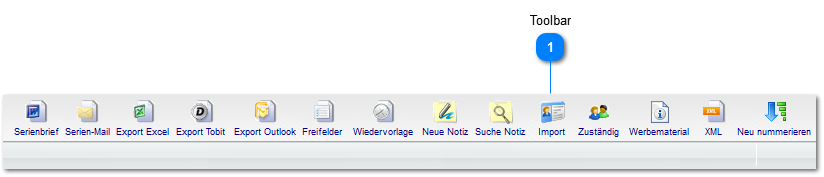 Toolbar
1
Serienbrief Serien-Mail Export Excel Export Tobit Export Outlook Freifelder Wiedervorlage Neue Notiz Suche Notiz Import Zuständig Werbematerial XML Neu nummerieren